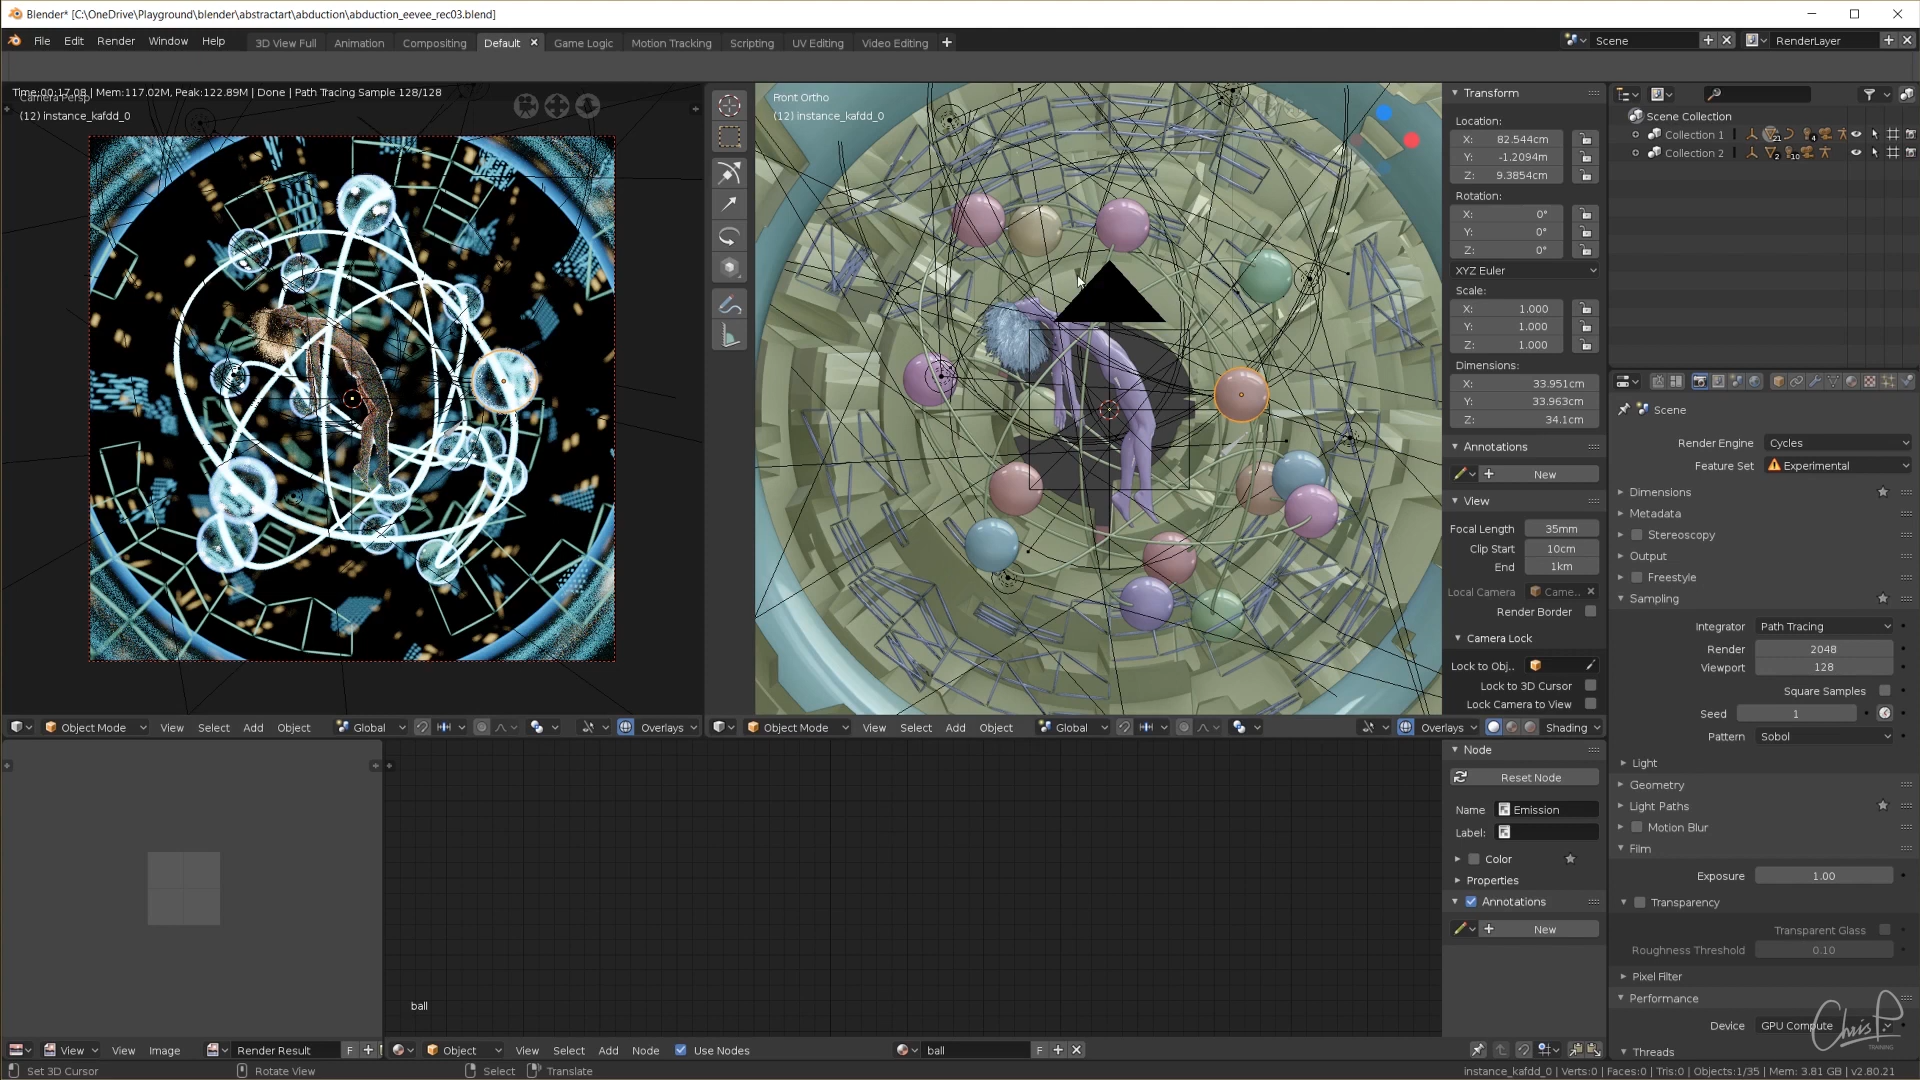 Blender* [C:\OneDrive\Playground\blender\abstractart\abduction\abduction_eevee_rec03.blend]
File Edit Render Window Help 3D View Full Animation Compositing Default Game Logic Motion Tracking Scripting UV Editing Video Editing Scene RenderLayer
Time:00:17.08 | Mem:117.02M, Peak:122.89M | Done | Path Tracing Sample 128/128
Camera Persp
(12) instance_kafdd_0
Front Ortho
(12) instance_kafdd_0
Transform
Location:
X: 82.544cm
Y: -1.2094m
Z: 9.3854cm
Rotation:
X: 0°
Y: 0°
Z: 0°
XYZ Euler
Scale:
X: 1.000
Y: 1.000
Z: 1.000
Dimensions:
X: 33.951cm
Y: 33.963cm
Z: 34.1cm
Annotations
New
View
Focal Length 35mm
Clip Start 10cm
End 1km
Local Camera Came..
Render Border
Camera Lock
Lock to Obj..
Lock to 3D Cursor
Lock Camera to View
Scene Collection
Collection 1 21 4
Collection 2 2 10
Scene
Render Engine Cycles
Feature Set Experimental
Dimensions
Metadata
Stereoscopy
Output
Freestyle
Sampling
Integrator Path Tracing
Render 2048
Viewport 128
Square Samples
Seed 1
Pattern Sobol
Light
Geometry
Light Paths
Motion Blur
Film
Exposure 1.00
Transparency
Transparent Glass
Roughness Threshold 0.10
Pixel Filter
Performance
Device GPU Compute
Threads
Chris P.
TRAINING
Object Mode View Select Add Object Global Overlays
Object Mode View Select Add Object Global Overlays Shading
Node
Reset Node
Name Emission
Label:
Color
Properties
Annotations
New
ball
View View Image Render Result F
Object View Select Add Node Use Nodes ball F
Set 3D Cursor Rotate View Select Translate
instance_kafdd_0 | Verts:0 | Faces:0 | Tris:0 | Objects:1/35 | Mem: 3.81 GB | v2.80.21